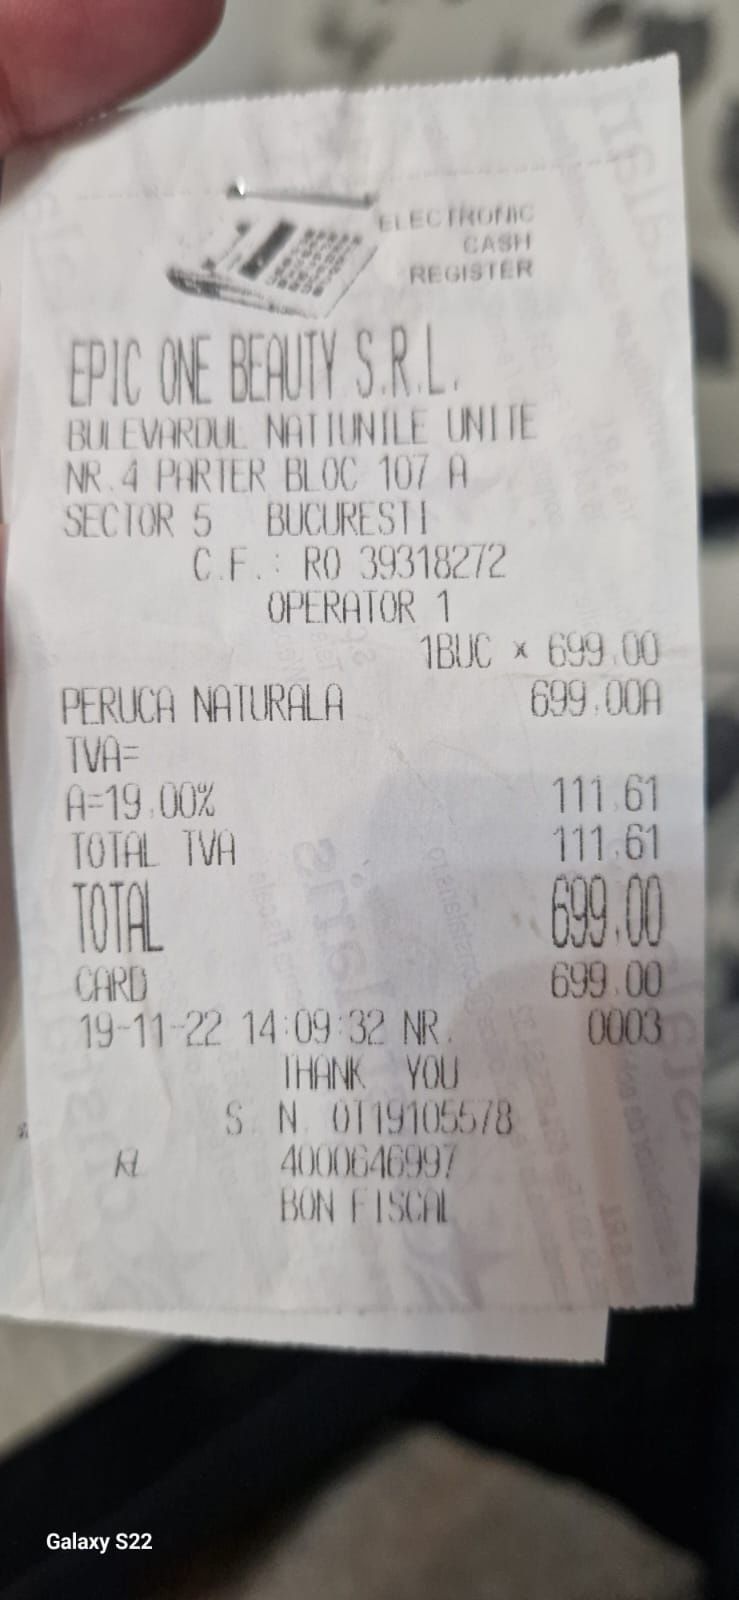 ELECTRONIC
CASH
REGISTER
EPIC ONE BEAUTY S.R.L.
BULEVARDUL NATIUNILE UNITE
NR.4 PARTER BLOC 107 A
SECTOR 5 BUCURESTI
C.F.: RO 39318272
OPERATOR 1
1BUC × 699.00
PERUCA NATURALA 699.00A
TVA=
A=19.00% 111.61
TOTAL TVA 111.61
TOTAL 699.00
CARD 699.00
19-11-22 14:09:32 NR. 0003
THANK YOU
S N 0T19105578
4000646997
BON FISCAL
Galaxy S22